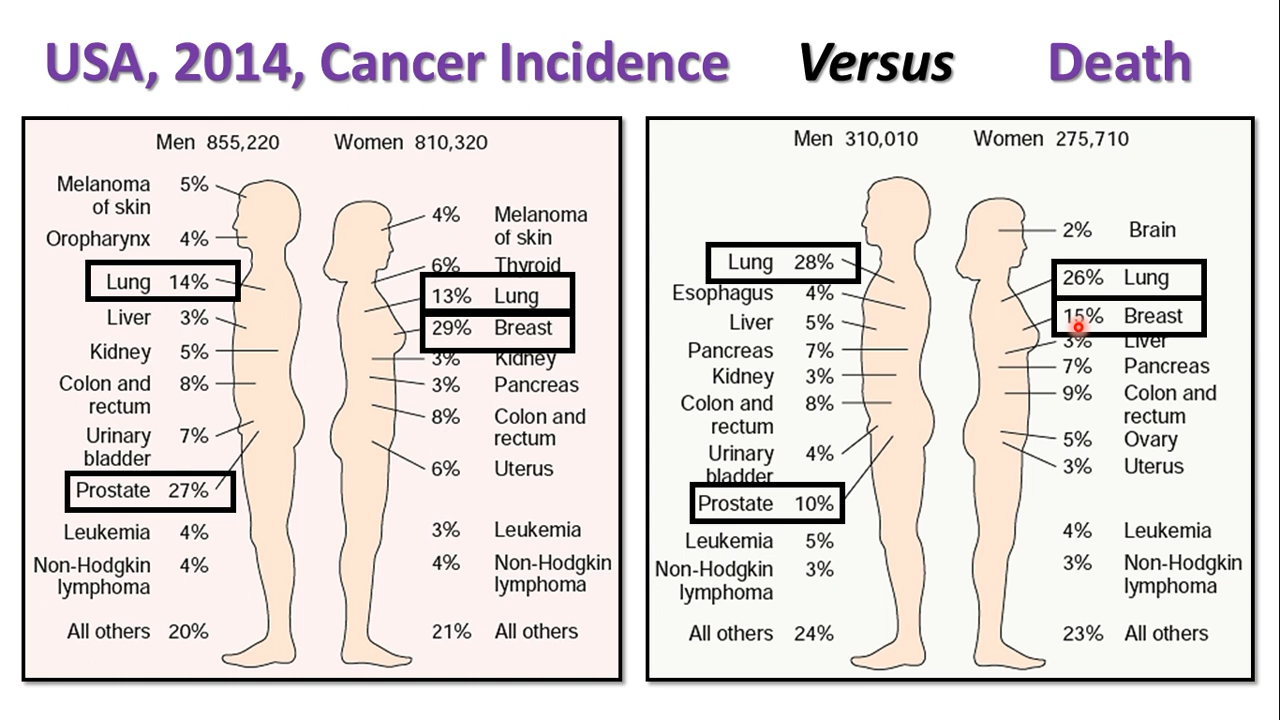 USA, 2014, Cancer Incidence Versus Death
Men 855,220 Women 810,320
Melanoma
of skin
5%
Oropharynx 4%
Lung 14%
Liver 3%
Kidney 5%
Colon and
rectum
8%
Urinary
bladder
7%
Prostate 27%
Leukemia 4%
Non-Hodgkin
lymphoma
4%
All others 20%
4% Melanoma
of skin
6% Thyroid
13% Lung
29% Breast
3% Kidney
3% Pancreas
8% Colon and
rectum
6% Uterus
3% Leukemia
4% Non-Hodgkin
lymphoma
21% All others
Men 310,010 Women 275,710
Lung 28%
Esophagus 4%
Liver 5%
Pancreas 7%
Kidney 3%
Colon and
rectum
8%
Urinary
bladder
4%
Prostate 10%
Leukemia 5%
Non-Hodgkin
lymphoma
3%
All others 24%
2% Brain
26% Lung
15% Breast
3% Liver
7% Pancreas
9% Colon and
rectum
5% Ovary
3% Uterus
4% Leukemia
3% Non-Hodgkin
lymphoma
23% All others